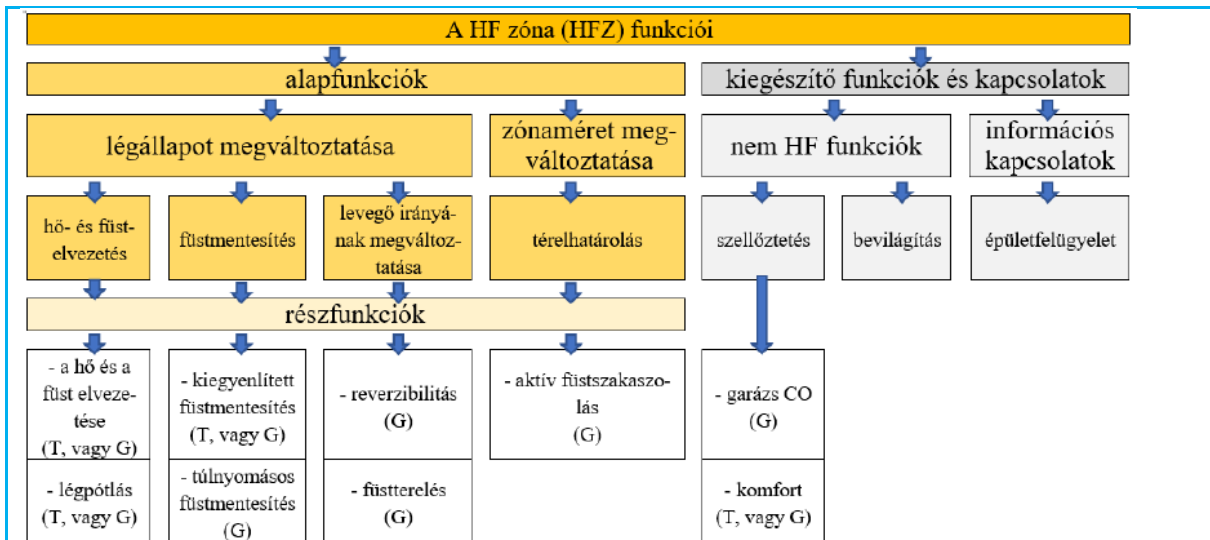 A HF zóna (HFZ) funkciói
alapfunkciók
kiegészítő funkciók és kapcsolatok
légállapot megváltoztatása
zónaméret meg-
változtatása
nem HF funkciók
információs
kapcsolatok
hő- és füst-
elvezetés
füstmentesítés
levegő irányá-
nak megváltoz-
tatása
térelhatárolás
szellőztetés
bevilágítás
épületfelügyelet
részfunkciók
- a hő és a
füst elveze-
tése
(T, vagy G)
- kiegyenlített
füstmentesítés
(T, vagy G)
- reverzibilitás
(G)
- aktív füstszakaszo-
lás
(G)
- garázs CO
(G)
- légpótlás
(T, vagy G)
- túlnyomásos
füstmentesítés
(G)
- füstterelés
(G)
- komfort
(T, vagy G)